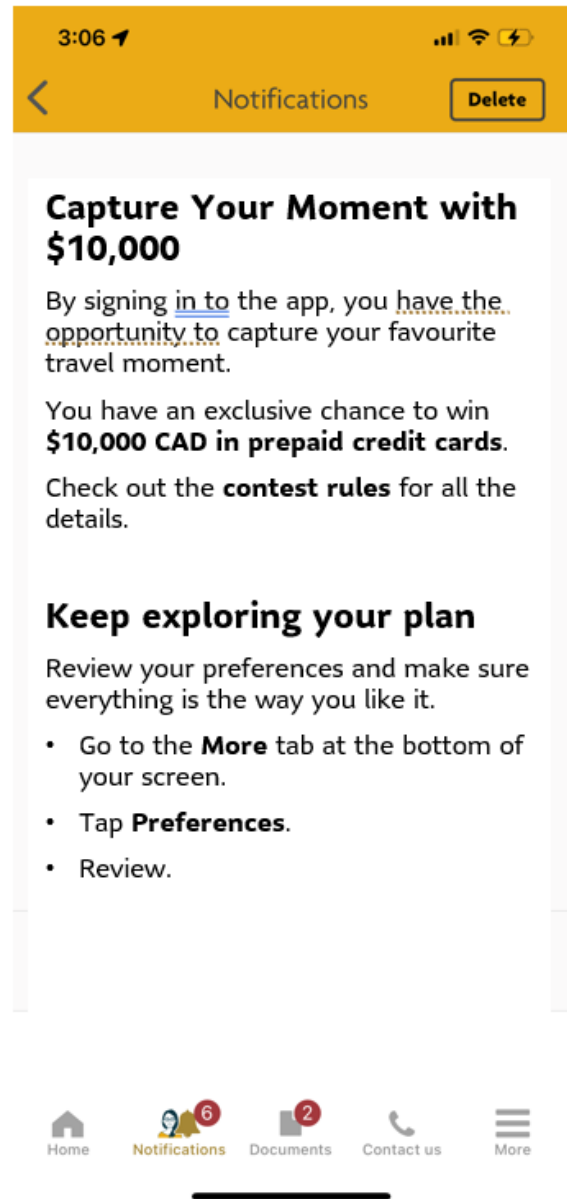 3:06
Notifications
Delete
Capture Your Moment with
$10,000
By signing in to the app, you have the
opportunity to capture your favourite
travel moment.
You have an exclusive chance to win
$10,000 CAD in prepaid credit cards.
Check out the contest rules for all the
details.
Keep exploring your plan
Review your preferences and make sure
everything is the way you like it.
• Go to the More tab at the bottom of
your screen.
• Tap Preferences.
• Review.
6
2
Home
Notifications
Documents
Contact us
More